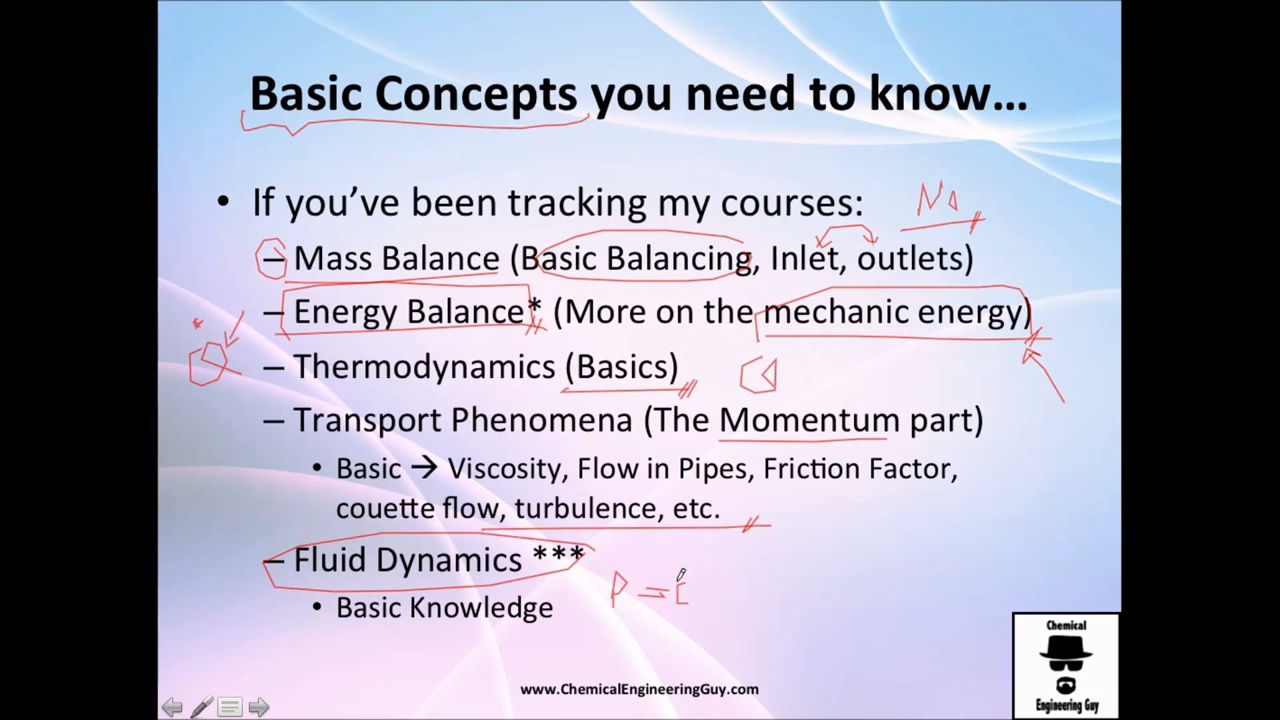 Basic Concepts you need to know...
• If you've been tracking my courses: No
– Mass Balance (Basic Balancing, Inlet, outlets)
– Energy Balance* (More on the mechanic energy)
– Thermodynamics (Basics)
– Transport Phenomena (The Momentum part)
• Basic → Viscosity, Flow in Pipes, Friction Factor,
couette flow, turbulence, etc.
– Fluid Dynamics ***
P =
• Basic Knowledge
www.ChemicalEngineeringGuy.com
Chemical
Engineering Guy